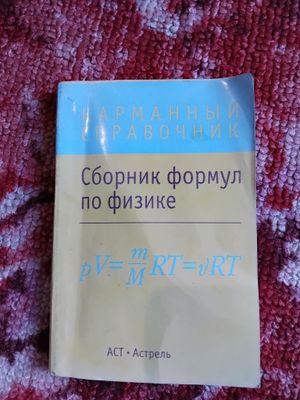 КАРМАННЫЙ
СПРАВОЧНИК
Сборник формул
по физике
pV=m/M RT=νRT
АСТ • Астрель